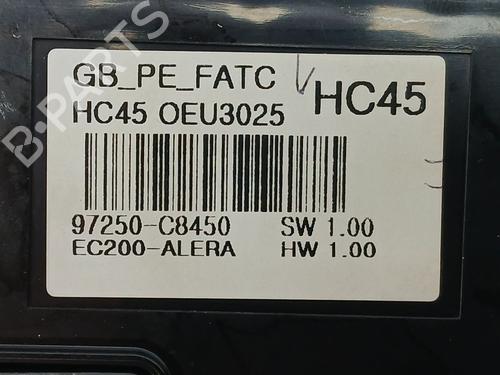 GB_PE_FATC
HC45
HC45 OEU3025
97250-C8450 SW 1.00
EC200-ALERA HW 1.00
B-PARTS